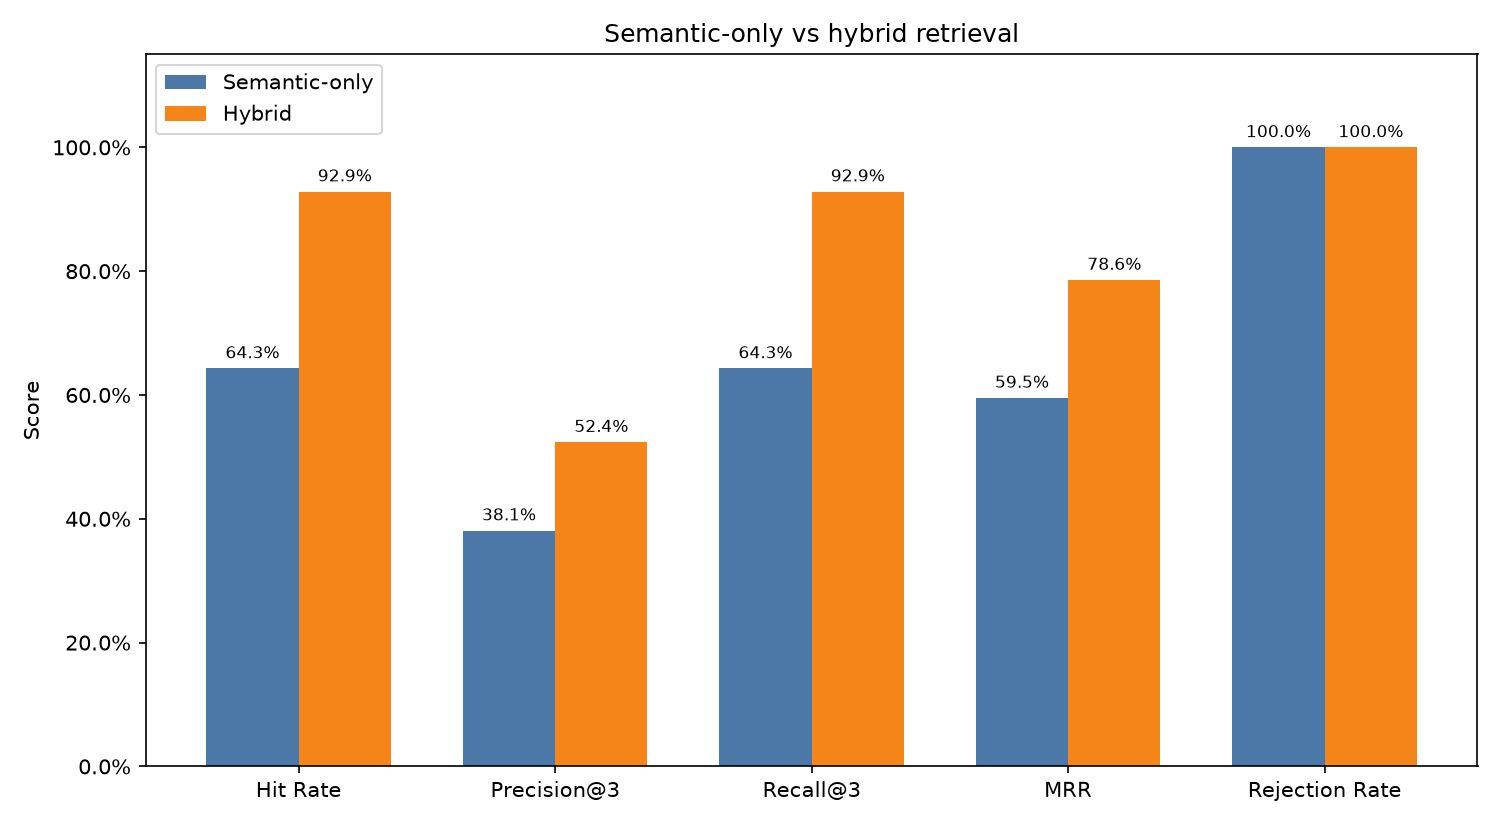 Semantic-only vs hybrid retrieval
Semantic-only
Hybrid
Score
100.0%
80.0%
60.0%
40.0%
20.0%
0.0%
64.3%
92.9%
38.1%
52.4%
64.3%
92.9%
59.5%
78.6%
100.0%
100.0%
Hit Rate
Precision@3
Recall@3
MRR
Rejection Rate